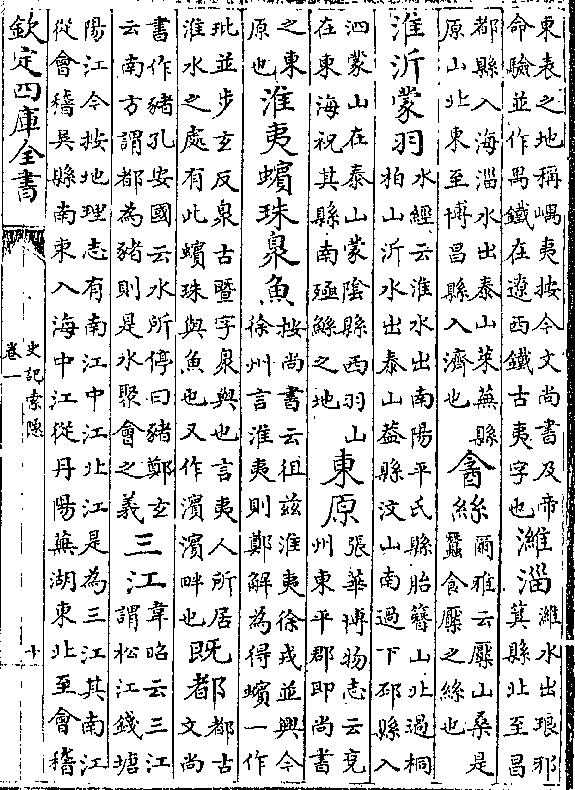 東表之地稱嵎夷按今文尚書及帝命驗並作禺鐵在遼西鐵古夷字也濰淄濰水出琅邪箕縣北至昌
都縣入海淄水出泰山萊蕪縣原山北東至博昌縣入濟也酓絲爾雅云檿山桑是蠶食檿之絲也
淮沂蒙羽水經云淮水出南陽平氏縣胎簪山北過桐柏山沂水出泰山葢縣汶山南過下邳縣入
泗蒙山在泰山蒙陰縣西羽山在東海祝其縣南殛鯀之地東原張華博物志云兗州東平郡即尚書
之東原也淮夷蠙珠臮魚按尚書云徂茲淮夷徐戎並興今徐州言淮夷則鄭解為得蠙一作
玭並步玄反臮古曁字臮與也言夷人所居淮水之處有此蠙珠與魚也又作濱濱畔也既都都古文尚
書作豬孔安國云水所停曰豬鄭玄云南方謂都為豬則是水聚會之義三江韋昭云三江謂松江錢塘
陽江今按地理志有南江中江北江是為三江其南江從會稽吳縣南東入海中江從丹陽蕪湖東北至會稽
欽定四庫全書
史記索隱
卷一
十